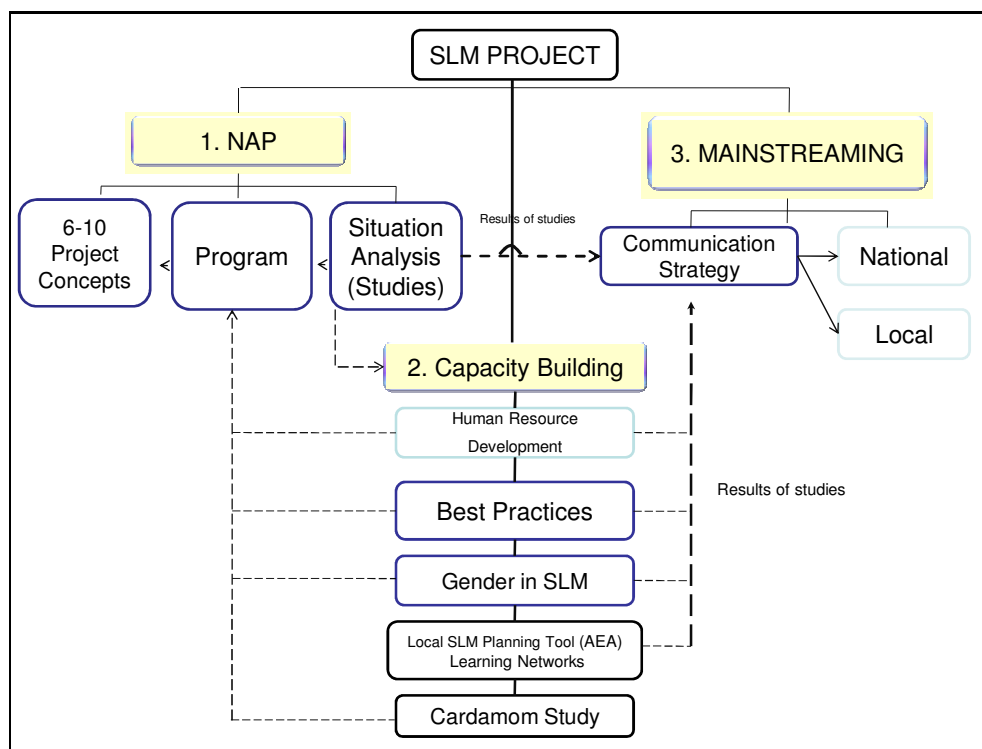 SLM PROJECT
1. NAP
3. MAINSTREAMING
6-10
Project
Concepts
Program
Situation
Analysis
(Studies)
Results of studies
Communication
Strategy
National
Local
2. Capacity Building
Human Resource
Development
Best Practices
Results of studies
Gender in SLM
Local SLM Planning Tool (AEA)
Learning Networks
Cardamom Study